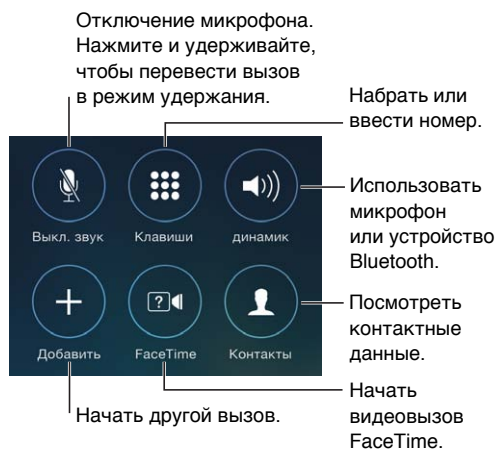 Отключение микрофона.
Нажмите и удерживайте,
чтобы перевести вызов
в режим удержания.
Набрать или
ввести номер.
Выкл. звук
Клавиши
динамик
Использовать
микрофон
или устройство
Bluetooth.
?
Добавить
FaceTime
Контакты
Посмотреть
контактные
данные.
Начать другой вызов.
Начать
видеовызов
FaceTime.